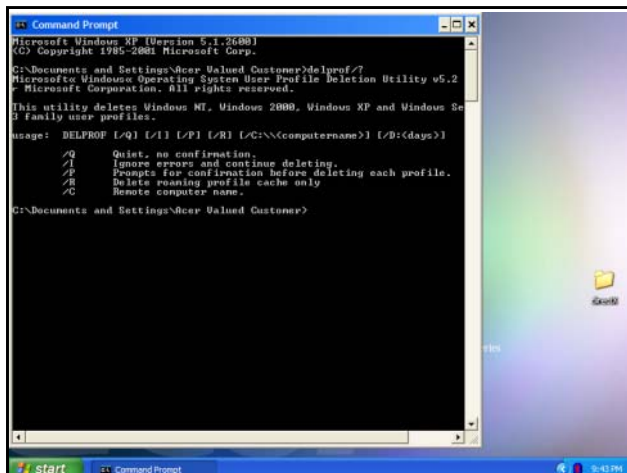 Command Prompt
Microsoft Windows XP [Version 5.1.2600]
(C) Copyright 1985-2001 Microsoft Corp.
C:\Documents and Settings\Acer Valued Customer>delprof/?
Microsoft« Windows« Operating System User Profile Deletion Utility v5.2
r Microsoft Corporation. All rights reserved.
This utility deletes Windows NT, Windows 2000, Windows XP and Windows Se
3 family user profiles.
usage: DELPROF [/Q] [/I] [/P] [/R] [/C:\\<computername>] [/D:<days>]
/Q Quiet, no confirmation.
/I Ignore errors and continue deleting.
/P Prompts for confirmation before deleting each profile.
/R Delete roaming profile cache only
/C Remote computer name.
C:\Documents and Settings\Acer Valued Customer>
start
Command Prompt
9:43 PM